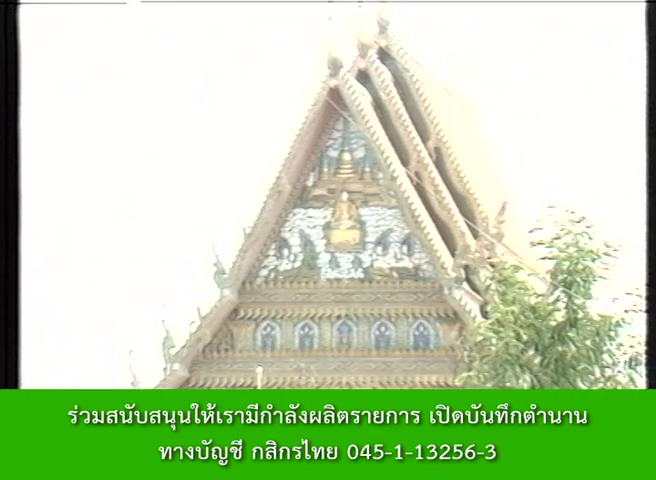 ร่วมสนับสนุนให้เรามีกำลังผลิตรายการ เปิดบันทึกตำนาน
ทางบัญชี กสิกรไทย 045-1-13256-3